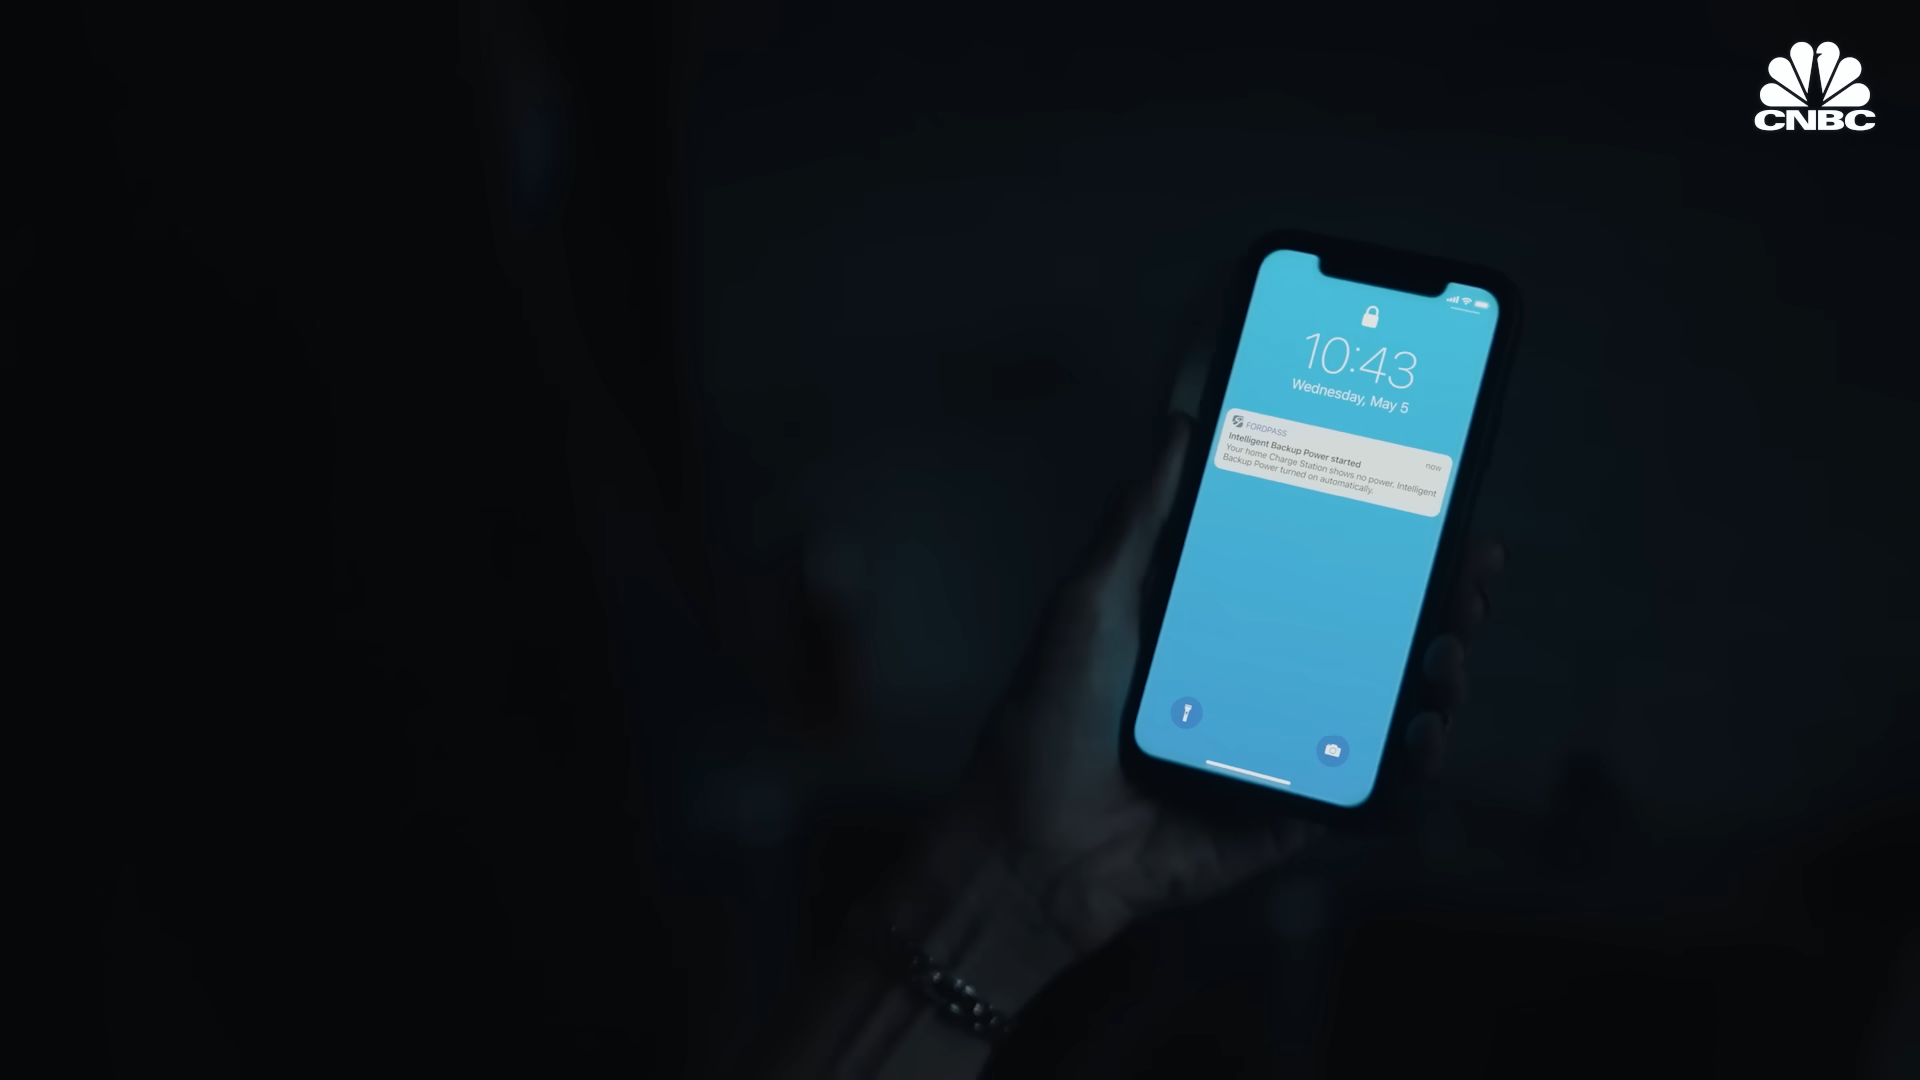 CNBC
10:43
Wednesday, May 5
FORDPASS
now
Intelligent Backup Power started
Your home Charge Station shows no power. Intelligent
Backup Power turned on automatically.